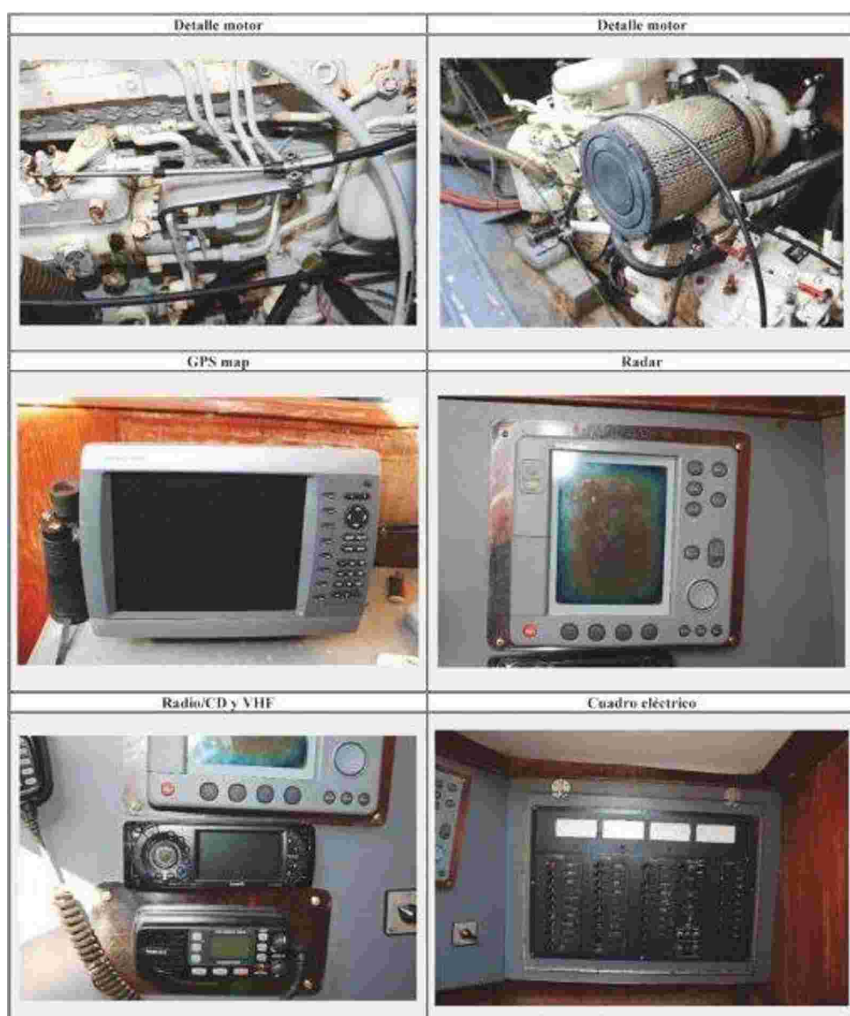 Detalle motor
Detalle motor
GPS map
Radar
Radio/CD y VHF
Cuadro eléctrico